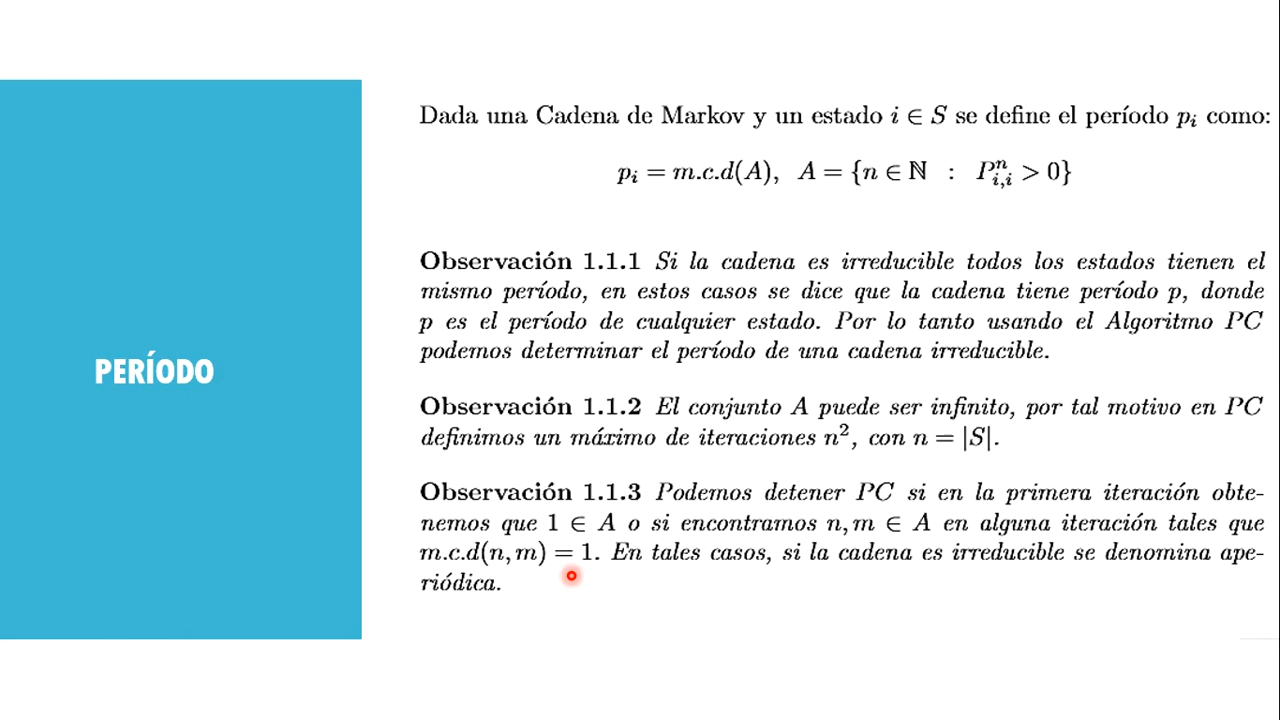 PERÍODO
Dada una Cadena de Markov y un estado i ∈ S se define el período p_i como:
p_i = m.c.d(A), A = {n ∈ ℕ : P^n_{i,i} > 0}
Observación 1.1.1 Si la cadena es irreducible todos los estados tienen el
mismo período, en estos casos se dice que la cadena tiene período p, donde
p es el período de cualquier estado. Por lo tanto usando el Algoritmo PC
podemos determinar el período de una cadena irreducible.
Observación 1.1.2 El conjunto A puede ser infinito, por tal motivo en PC
definimos un máximo de iteraciones n², con n = |S|.
Observación 1.1.3 Podemos detener PC si en la primera iteración obte-
nemos que 1 ∈ A o si encontramos n, m ∈ A en alguna iteración tales que
m.c.d(n, m) = 1. En tales casos, si la cadena es irreducible se denomina ape-
riódica.